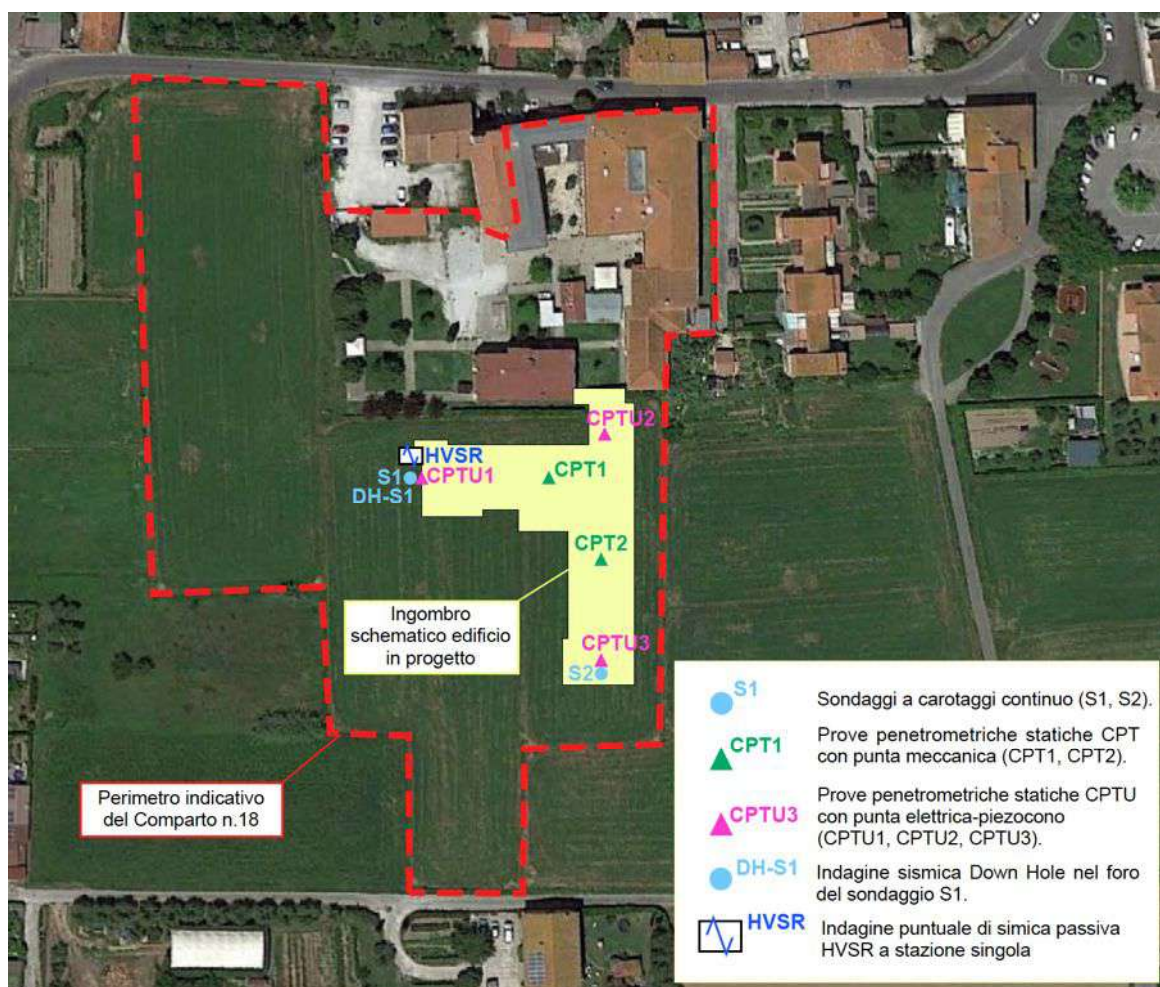 CPTU2
HVSR
S1
CPTU1
CPT1
DH-S1
CPT2
Ingombro
schematico edificio
in progetto
CPTU3
S2
Perimetro indicativo
del Comparto n.18
S1
Sondaggi a carotaggi continuo (S1, S2).
CPT1
Prove penetrometriche statiche CPT
con punta meccanica (CPT1, CPT2).
CPTU3
Prove penetrometriche statiche CPTU
con punta elettrica-piezocono
(CPTU1, CPTU2, CPTU3).
DH-S1
Indagine sismica Down Hole nel foro
del sondaggio S1.
HVSR
Indagine puntuale di simica passiva
HVSR a stazione singola